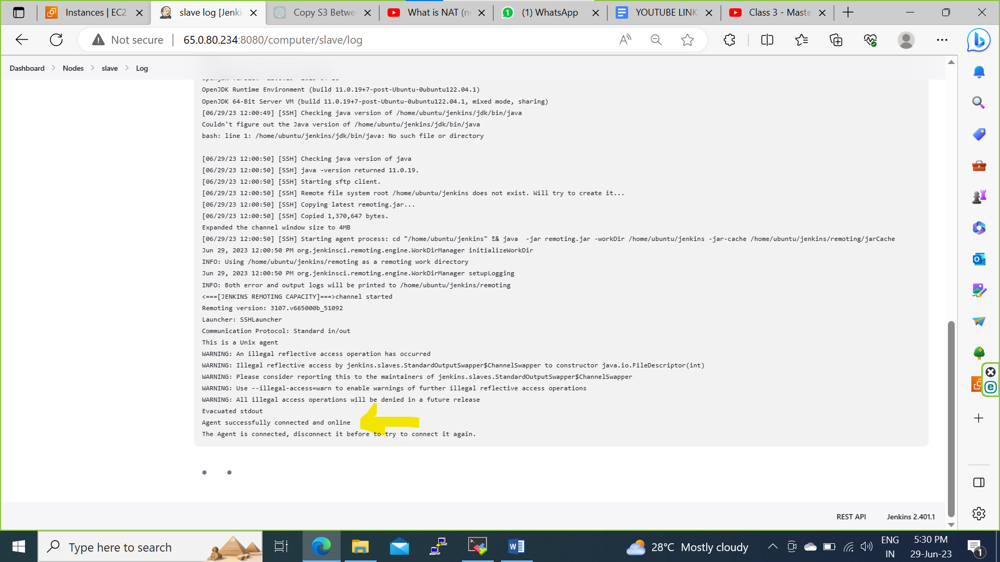 Instances | EC2
slave log [Jenki
Copy S3 Betwe
What is NAT (n
(1) WhatsApp
YOUTUBE LINK
Class 3 - Maste
Not secure
65.0.80.234:8080/computer/slave/log
Dashboard
Nodes
slave
Log
OpenJDK Runtime Environment (build 11.0.19+7-post-Ubuntu-0ubuntu122.04.1)
OpenJDK 64-Bit Server VM (build 11.0.19+7-post-Ubuntu-0ubuntu122.04.1, mixed mode, sharing)
[06/29/23 12:00:49] [SSH] Checking java version of /home/ubuntu/jenkins/jdk/bin/java
Couldn't figure out the Java version of /home/ubuntu/jenkins/jdk/bin/java
bash: line 1: /home/ubuntu/jenkins/jdk/bin/java: No such file or directory
[06/29/23 12:00:50] [SSH] Checking java version of java
[06/29/23 12:00:50] [SSH] java -version returned 11.0.19.
[06/29/23 12:00:50] [SSH] Starting sftp client.
[06/29/23 12:00:50] [SSH] Remote file system root /home/ubuntu/jenkins does not exist. Will try to create it...
[06/29/23 12:00:50] [SSH] Copying latest remoting.jar...
[06/29/23 12:00:50] [SSH] Copied 1,370,647 bytes.
Expanded the channel window size to 4MB
[06/29/23 12:00:50] [SSH] Starting agent process: cd "/home/ubuntu/jenkins" && java  -jar remoting.jar -workDir /home/ubuntu/jenkins -jar-cache /home/ubuntu/jenkins/remoting/jarCache
Jun 29, 2023 12:00:50 PM org.jenkinsci.remoting.engine.WorkDirManager initializeWorkDir
INFO: Using /home/ubuntu/jenkins/remoting as a remoting work directory
Jun 29, 2023 12:00:50 PM org.jenkinsci.remoting.engine.WorkDirManager setupLogging
INFO: Both error and output logs will be printed to /home/ubuntu/jenkins/remoting
<===[JENKINS REMOTING CAPACITY]===>channel started
Remoting version: 3107.v665000b_51092
Launcher: SSHLauncher
Communication Protocol: Standard in/out
This is a Unix agent
WARNING: An illegal reflective access operation has occurred
WARNING: Illegal reflective access by jenkins.slaves.StandardOutputSwapper$ChannelSwapper to constructor java.io.FileDescriptor(int)
WARNING: Please consider reporting this to the maintainers of jenkins.slaves.StandardOutputSwapper$ChannelSwapper
WARNING: Use --illegal-access=warn to enable warnings of further illegal reflective access operations
WARNING: All illegal access operations will be denied in a future release
Evacuated stdout
Agent successfully connected and online
The Agent is connected, disconnect it before to try to connect it again.
REST API
Jenkins 2.401.1
Type here to search
28°C Mostly cloudy
ENG
IN
5:30 PM
29-Jun-23
1